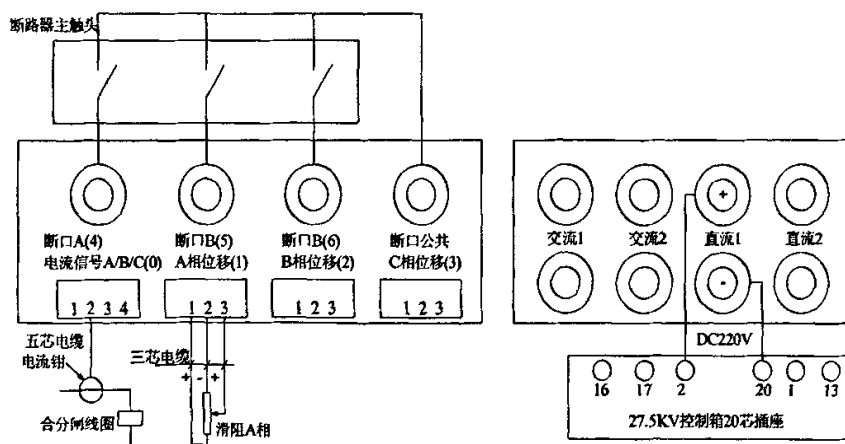 断路器主触头
断口A(4) 断口B(5) 断口B(6) 断口公共
电流信号A/B/C(0) A相位移(1) B相位移(2) C相位移(3)
1 2 3 4 1 2 3 1 2 3 1 2 3
五芯电缆
电流钳
合分闸线圈
三芯电缆
+ - +
滑阻A相
+
交流1 交流2 直流1 直流2
-
DC220V
16 17 2 20 1 13
27.5KV控制箱20芯插座